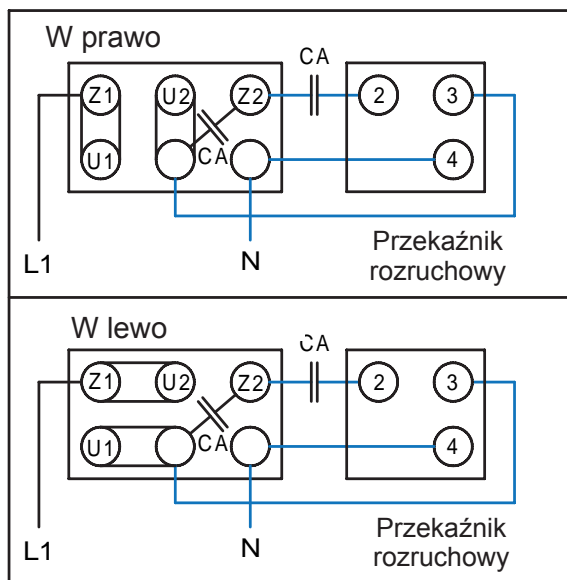 W prawo
CA
Z1 U2 Z2 2 3
U1 CA 4
L1 N
Przekaźnik
rozruchowy
W lewo
CA
Z1 U2 Z2 2 3
U1 CA 4
L1 N
Przekaźnik
rozruchowy